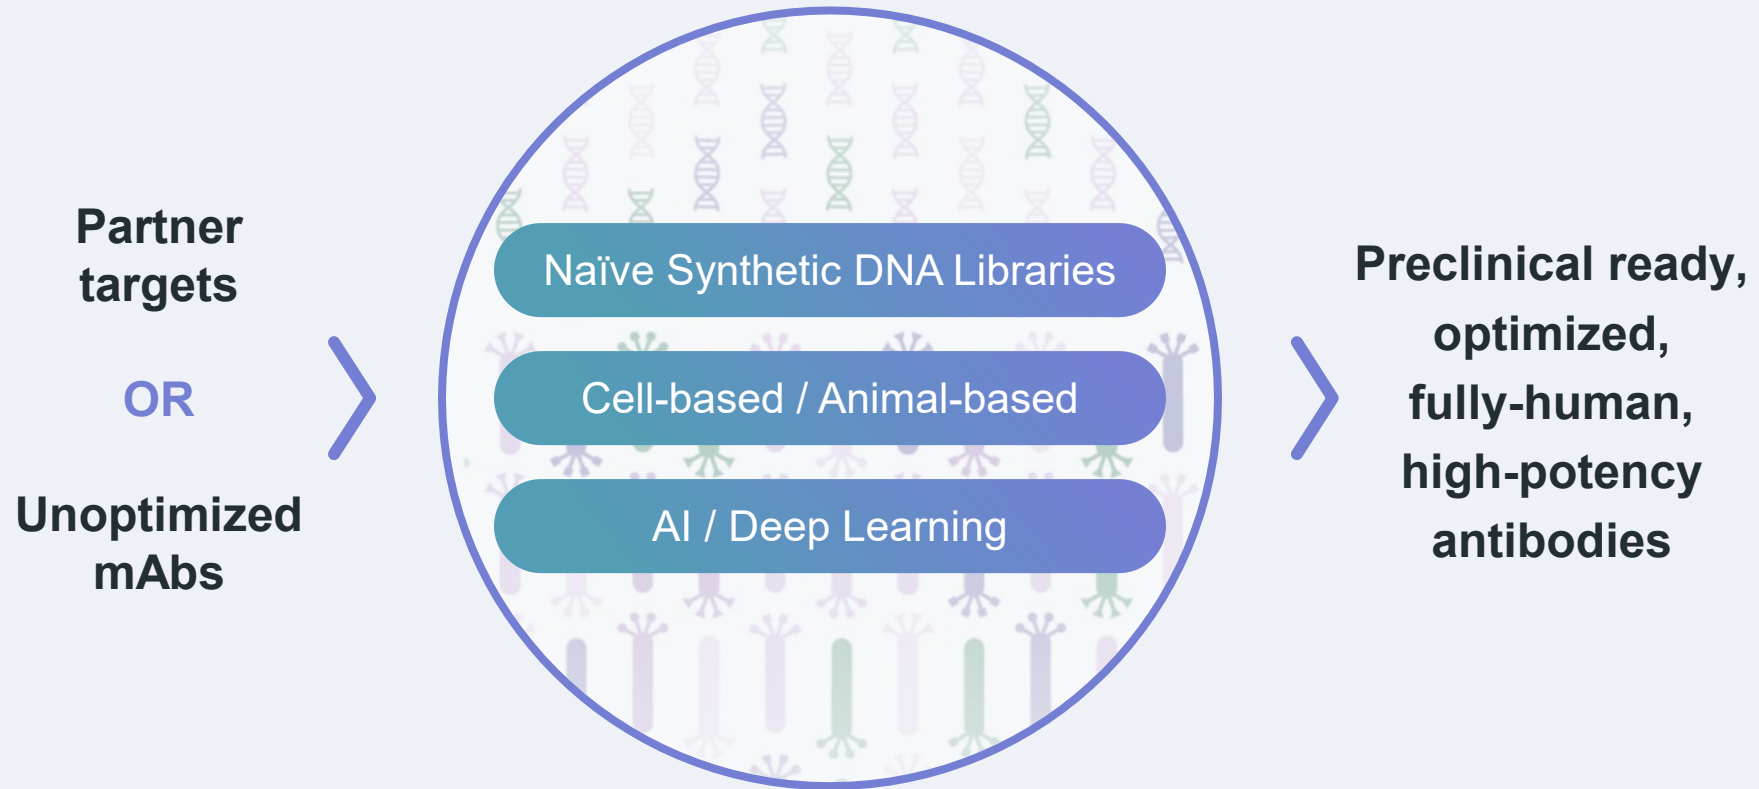 Partner
targets
OR
Unoptimized
mAbs
Naïve Synthetic DNA Libraries
Cell-based / Animal-based
AI / Deep Learning
Preclinical ready,
optimized,
fully-human,
high-potency
antibodies